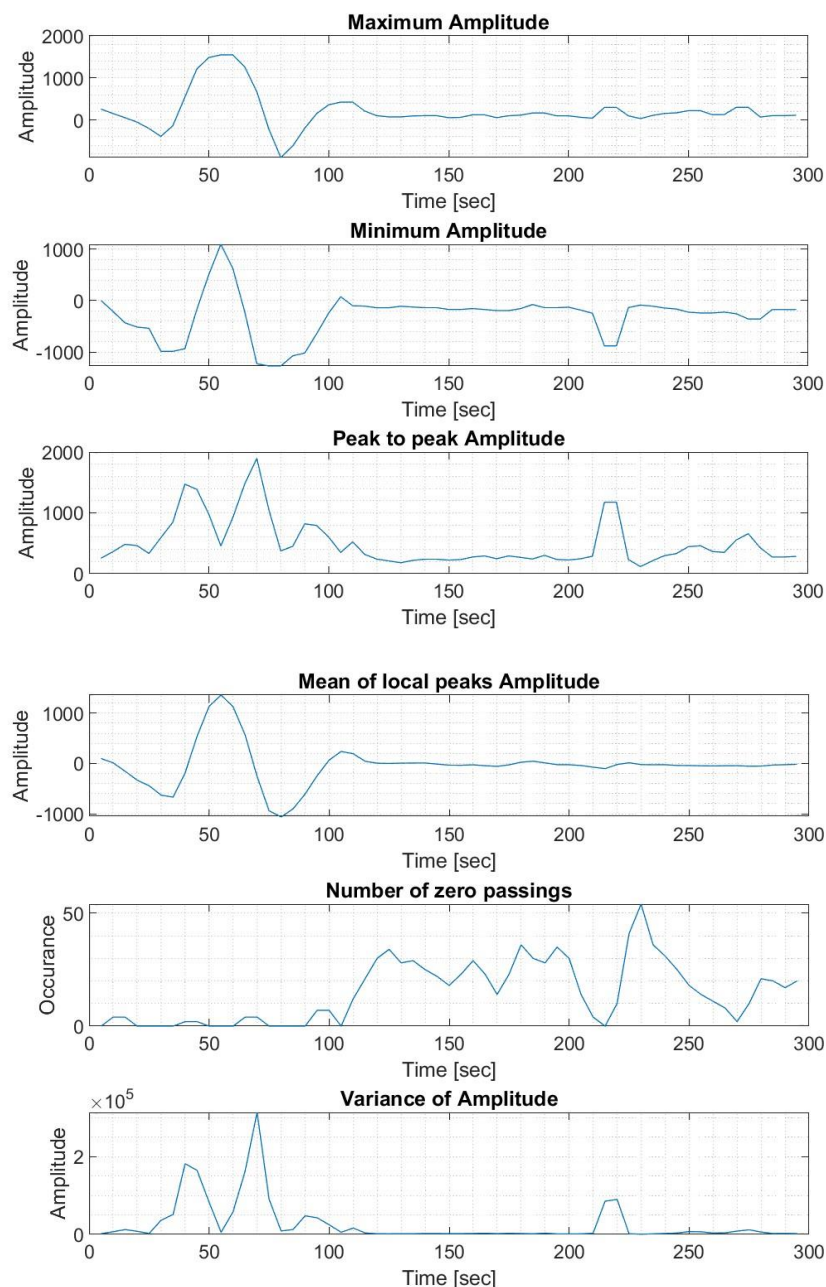 Maximum Amplitude
2000
1000
0
Amplitude
0 50 100 150 200 250 300
Time [sec]
Minimum Amplitude
1000
0
-1000
Amplitude
0 50 100 150 200 250 300
Time [sec]
Peak to peak Amplitude
2000
1000
0
Amplitude
0 50 100 150 200 250 300
Time [sec]
Mean of local peaks Amplitude
1000
0
-1000
Amplitude
0 50 100 150 200 250 300
Time [sec]
Number of zero passings
50
0
Occurance
0 50 100 150 200 250 300
Time [sec]
×10⁵
Variance of Amplitude
2
0
Amplitude
0 50 100 150 200 250 300
Time [sec]